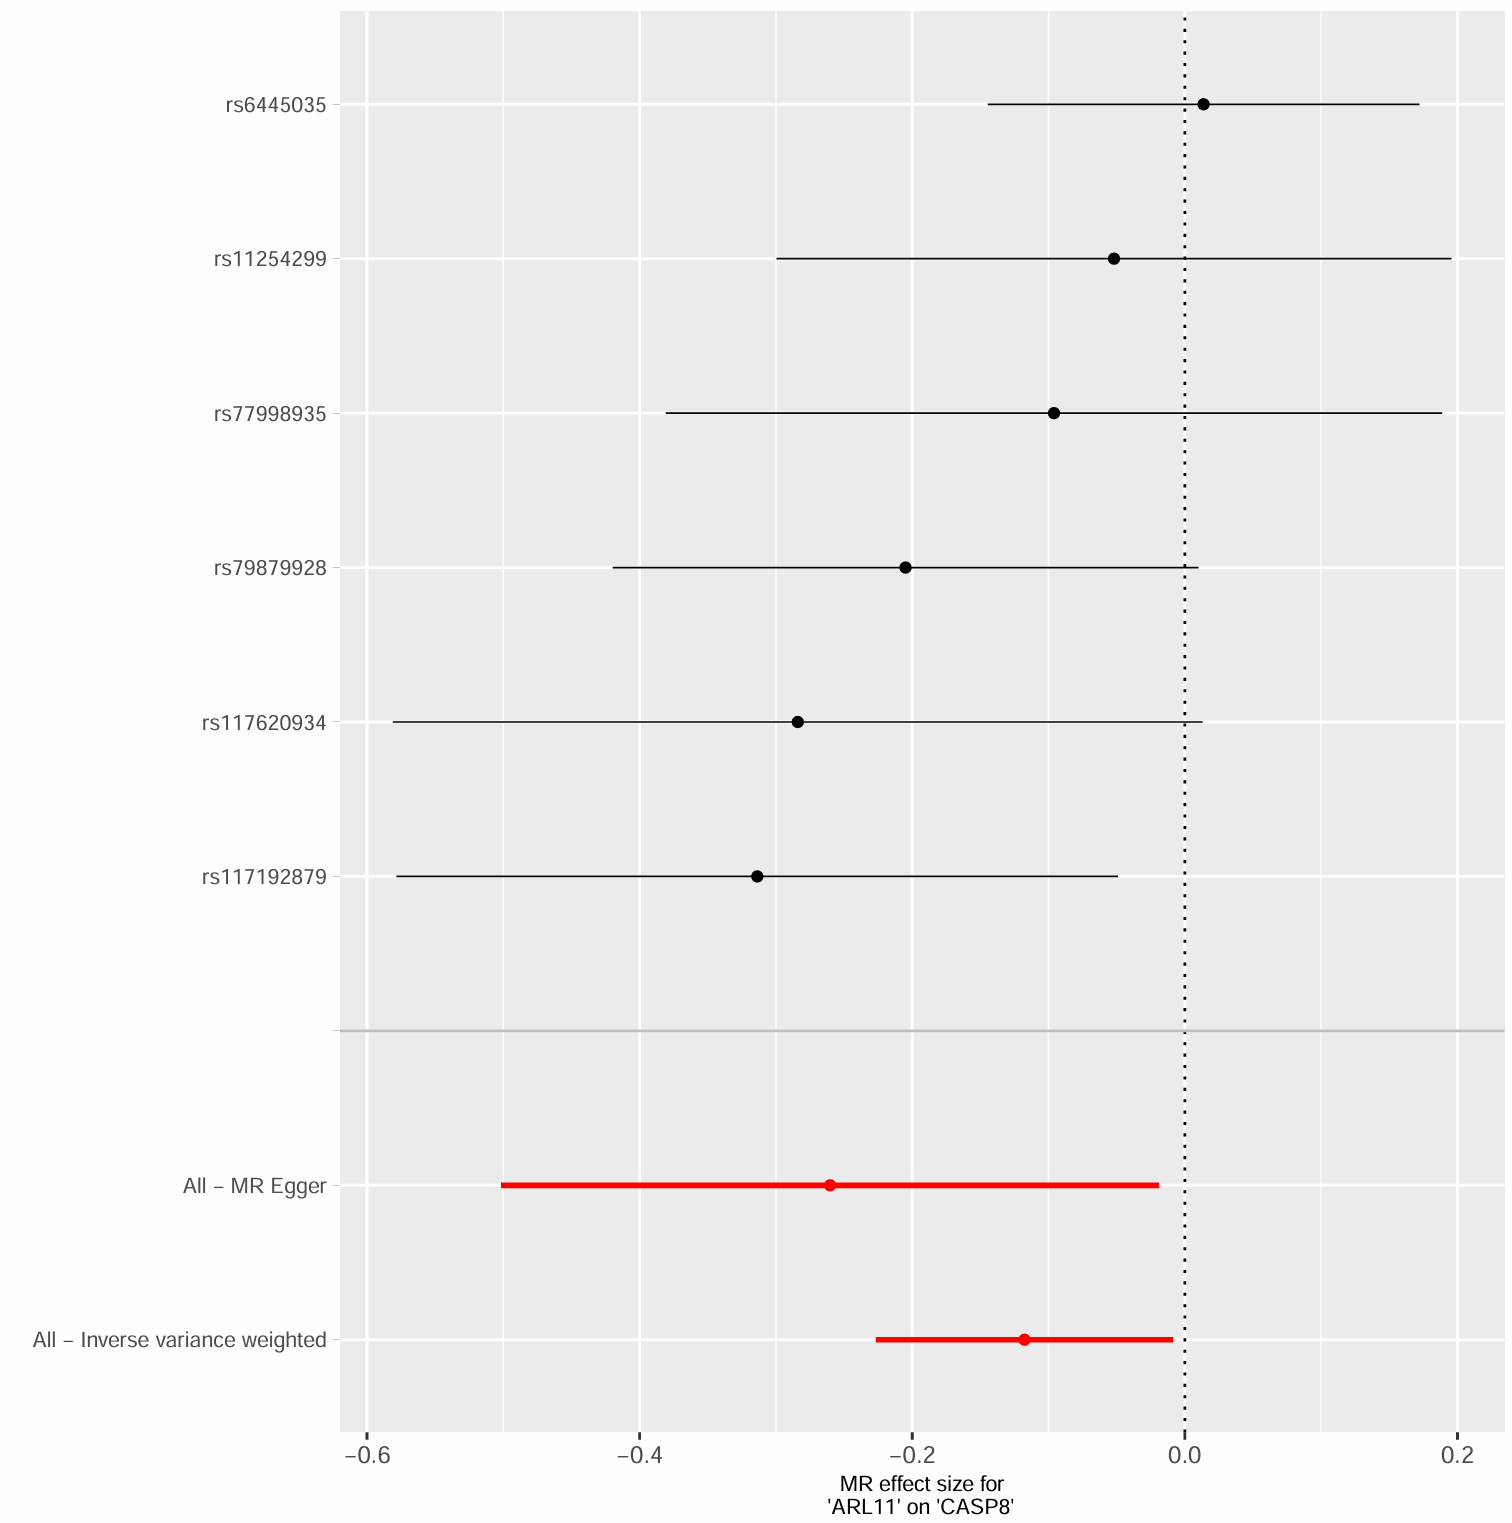 rs6445035
rs11254299
rs77998935
rs79879928
rs117620934
rs117192879
All − MR Egger
All − Inverse variance weighted
−0.6 −0.4 −0.2 0.0 0.2
MR effect size for
'ARL11' on 'CASP8'